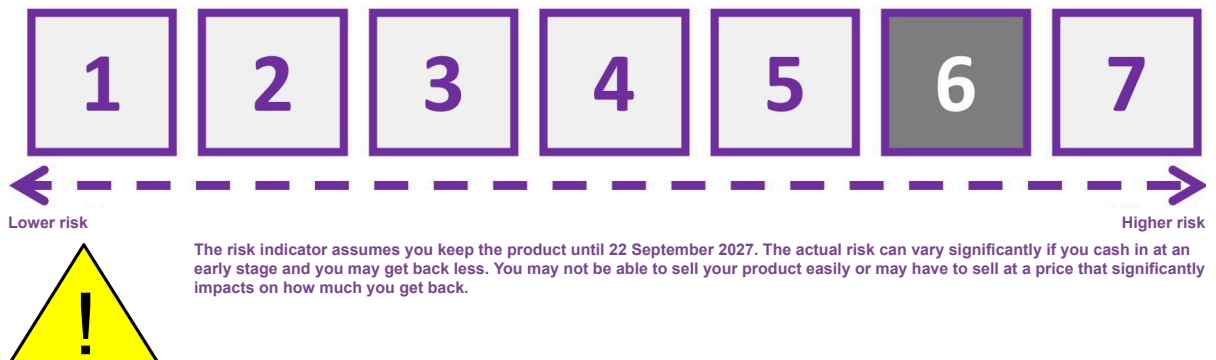 1 2 3 4 5 6 7
Lower risk Higher risk
The risk indicator assumes you keep the product until 22 September 2027. The actual risk can vary significantly if you cash in at an
early stage and you may get back less. You may not be able to sell your product easily or may have to sell at a price that significantly
impacts on how much you get back.
!